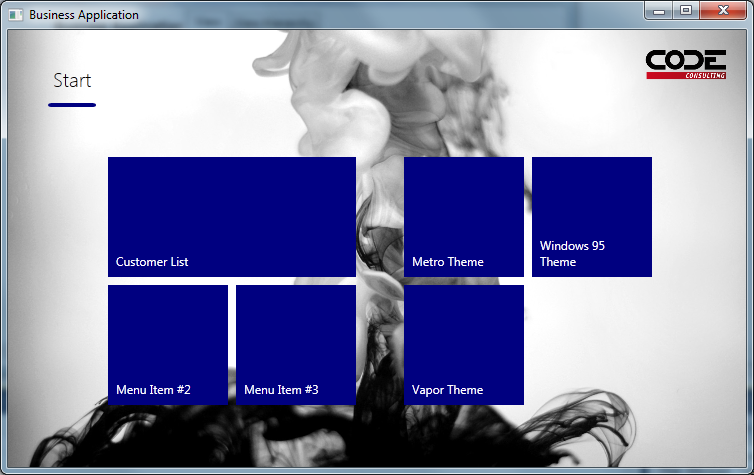 Business Application
Start
CODE
CONSULTING
Customer List
Metro Theme
Windows 95
Theme
Menu Item #2
Menu Item #3
Vapor Theme